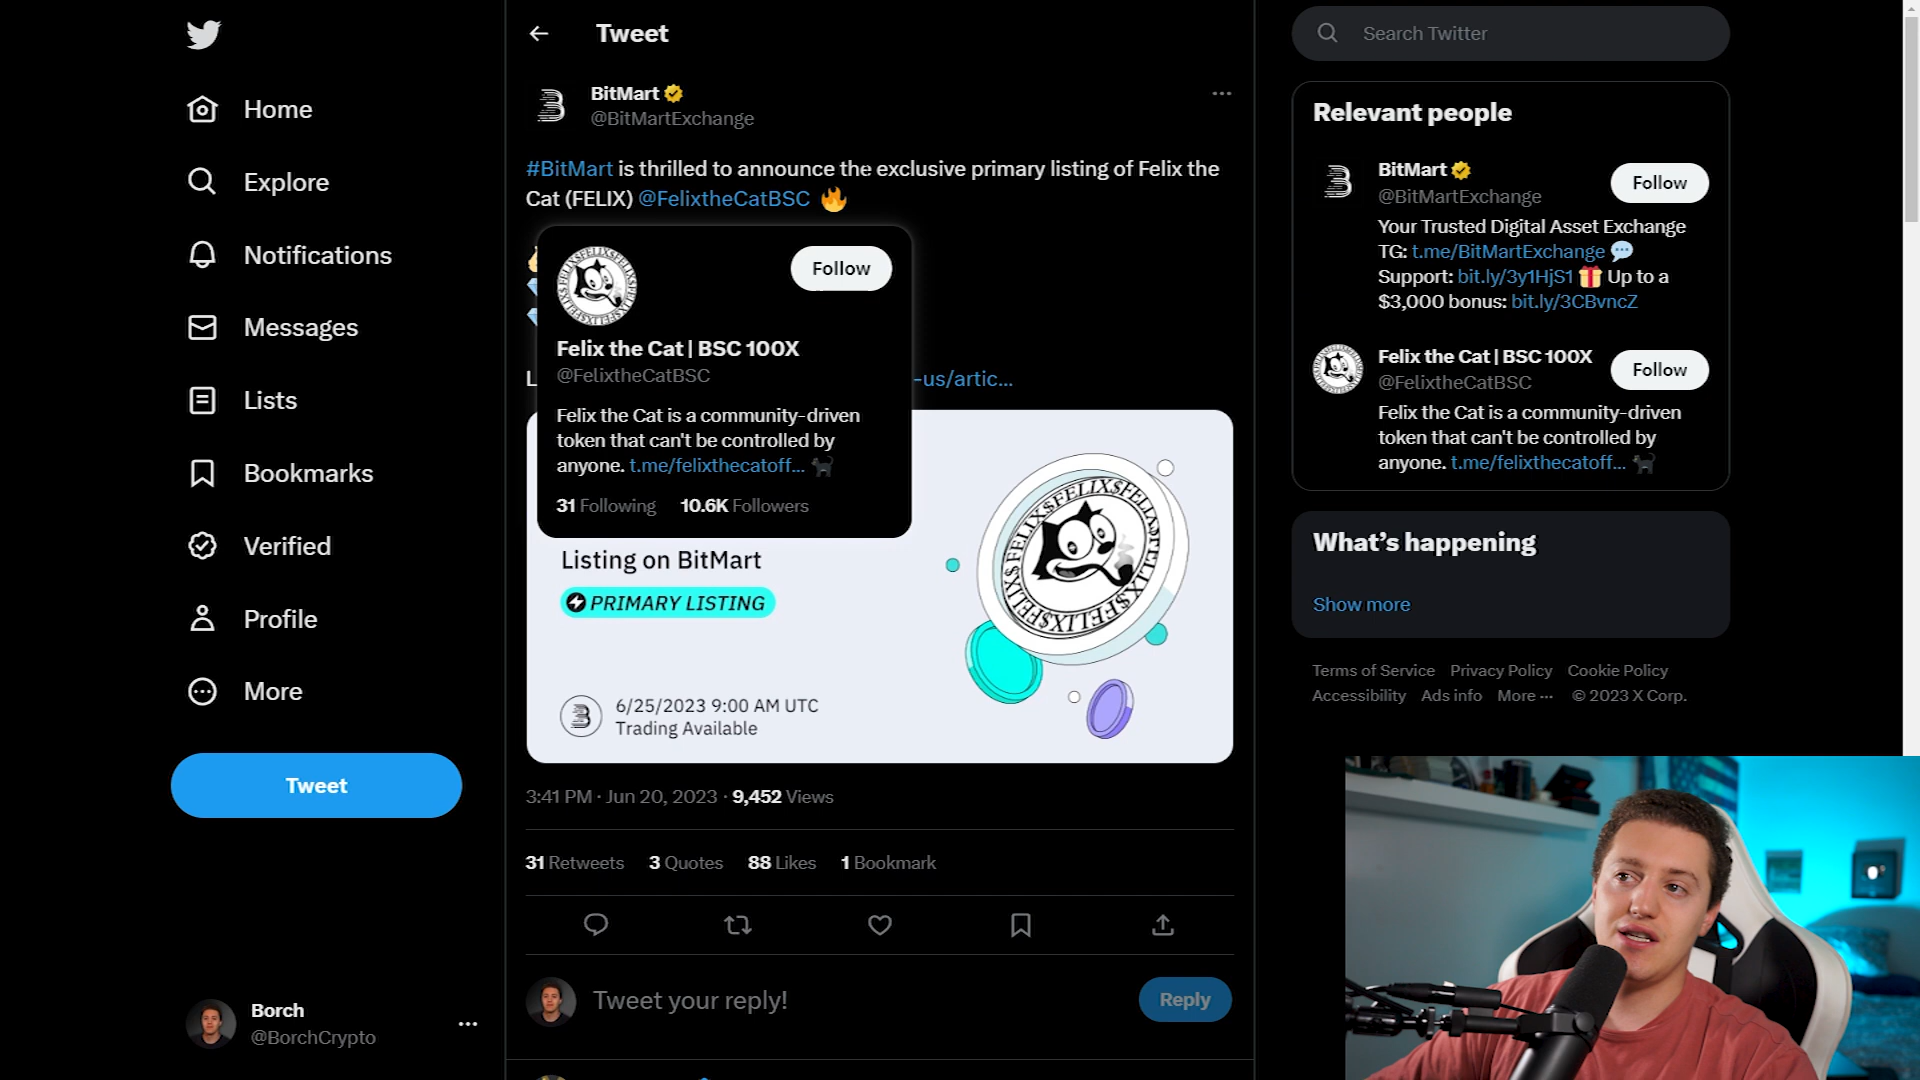 Home
Explore
Notifications
Messages
Lists
Bookmarks
Verified
Profile
More
Tweet
Borch
@BorchCrypto
Tweet
BitMart
@BitMartExchange
#BitMart is thrilled to announce the exclusive primary listing of Felix the
Cat (FELIX) @FelixtheCatBSC 🔥
Follow
Felix the Cat | BSC 100X
@FelixtheCatBSC
Felix the Cat is a community-driven
token that can't be controlled by
anyone. t.me/felixthecatoff... 🐈‍⬛
31 Following 10.6K Followers
-us/artic...
Listing on BitMart
PRIMARY LISTING
6/25/2023 9:00 AM UTC
Trading Available
$FELIX$FELIX$FELIX$FELIX$FELIX
3:41 PM · Jun 20, 2023 · 9,452 Views
31 Retweets 3 Quotes 88 Likes 1 Bookmark
Tweet your reply!
Reply
Search Twitter
Relevant people
BitMart
@BitMartExchange
Follow
Your Trusted Digital Asset Exchange
TG: t.me/BitMartExchange 💬
Support: bit.ly/3y1HjS1 🎁 Up to a
$3,000 bonus: bit.ly/3CBvncZ
Felix the Cat | BSC 100X
@FelixtheCatBSC
Follow
Felix the Cat is a community-driven
token that can't be controlled by
anyone. t.me/felixthecatoff... 🐈‍⬛
What's happening
Show more
Terms of Service Privacy Policy Cookie Policy
Accessibility Ads info More ··· © 2023 X Corp.